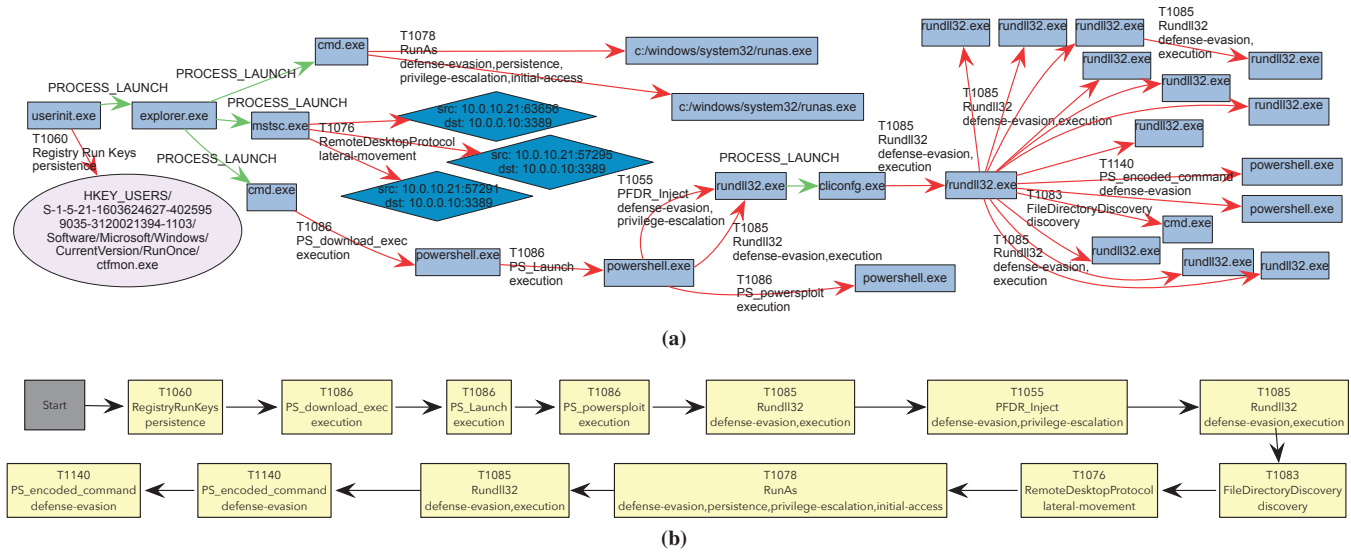 userinit.exe
PROCESS_LAUNCH
explorer.exe
T1060
Registry Run Keys
persistence
HKEY_USERS/
S-1-5-21-1603624627-402595
9035-3120021394-1103/
Software/Microsoft/Windows/
CurrentVersion/RunOnce/
ctfmon.exe
PROCESS_LAUNCH
cmd.exe
PROCESS_LAUNCH
mstsc.exe
PROCESS_LAUNCH
cmd.exe
T1078
RunAs
defense-evasion,persistence,
privilege-escalation,initial-access
c:/windows/system32/runas.exe
c:/windows/system32/runas.exe
T1076
RemoteDesktopProtocol
lateral-movement
src: 10.0.10.21:63656
dst: 10.0.0.10:3389
src: 10.0.10.21:57295
dst: 10.0.0.10:3389
src: 10.0.10.21:57291
dst: 10.0.0.10:3389
T1086
PS_download_exec
execution
powershell.exe
T1086
PS_Launch
execution
powershell.exe
T1055
PFDR_Inject
defense-evasion,
privilege-escalation
T1085
Rundll32
defense-evasion,execution
T1086
PS_powersploit
execution
powershell.exe
rundll32.exe
PROCESS_LAUNCH
cliconfg.exe
T1085
Rundll32
defense-evasion,
execution
/rundll32.exe
T1085
Rundll32
defense-evasion,execution
rundll32.exe
rundll32.exe
rundll32.exe
T1085
Rundll32
defense-evasion,
execution
rundll32.exe
rundll32.exe
rundll32.exe
rundll32.exe
rundll32.exe
T1140
PS_encoded_command
defense-evasion
powershell.exe
powershell.exe
T1083
FileDirectoryDiscovery
discovery
cmd.exe
T1085
Rundll32
defense-evasion,
execution
rundll32.exe
rundll32.exe
rundll32.exe
(a)
Start
T1060
RegistryRunKeys
persistence
T1086
PS_download_exec
execution
T1086
PS_Launch
execution
T1086
PS_powersploit
execution
T1085
Rundll32
defense-evasion,execution
T1055
PFDR_Inject
defense-evasion,privilege-escalation
T1085
Rundll32
defense-evasion,execution
T1083
FileDirectoryDiscovery
discovery
T1076
RemoteDesktopProtocol
lateral-movement
T1078
RunAs
defense-evasion,persistence,privilege-escalation,initial-access
T1085
Rundll32
defense-evasion,execution
T1140
PS_encoded_command
defense-evasion
T1140
PS_encoded_command
defense-evasion
(b)